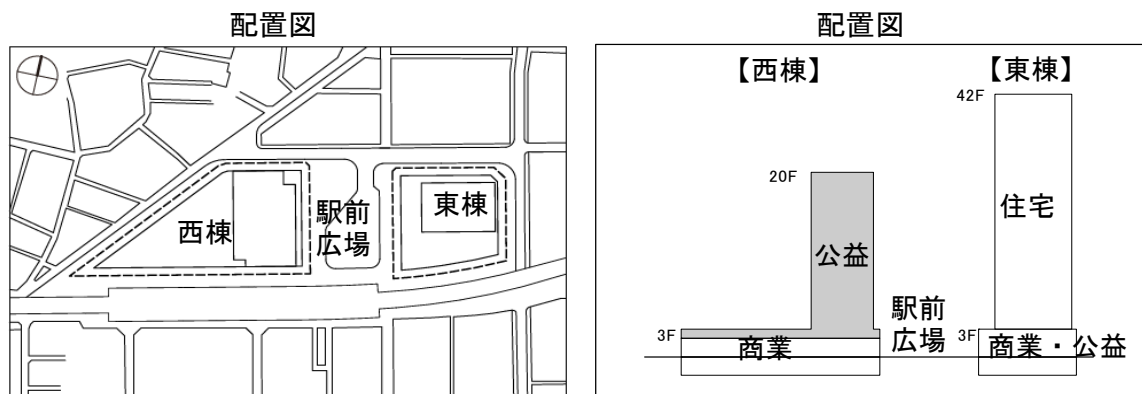 配置図
西棟
駅前
広場
東棟
配置図
【西棟】
【東棟】
42F
20F
住宅
公益
駅前
広場
3F
商業
3F
商業・公益